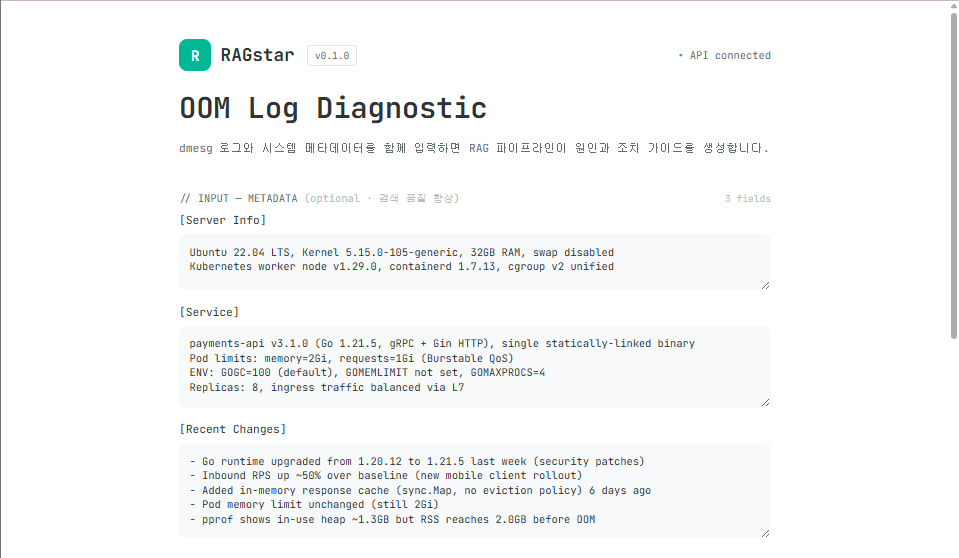 R RAGstar v0.1.0 • API connected
OOM Log Diagnostic
dmesg 로그와 시스템 메타데이터를 함께 입력하면 RAG 파이프라인이 원인과 조치 가이드를 생성합니다.
// INPUT — METADATA (optional · 검색 품질 향상) 3 fields
[Server Info]
Ubuntu 22.04 LTS, Kernel 5.15.0-105-generic, 32GB RAM, swap disabled
Kubernetes worker node v1.29.0, containerd 1.7.13, cgroup v2 unified
[Service]
payments-api v3.1.0 (Go 1.21.5, gRPC + Gin HTTP), single statically-linked binary
Pod limits: memory=2Gi, requests=1Gi (Burstable QoS)
ENV: GOGC=100 (default), GOMEMLIMIT not set, GOMAXPROCS=4
Replicas: 8, ingress traffic balanced via L7
[Recent Changes]
- Go runtime upgraded from 1.20.12 to 1.21.5 last week (security patches)
- Inbound RPS up ~50% over baseline (new mobile client rollout)
- Added in-memory response cache (sync.Map, no eviction policy) 6 days ago
- Pod memory limit unchanged (still 2Gi)
- pprof shows in-use heap ~1.3GB but RSS reaches 2.0GB before OOM